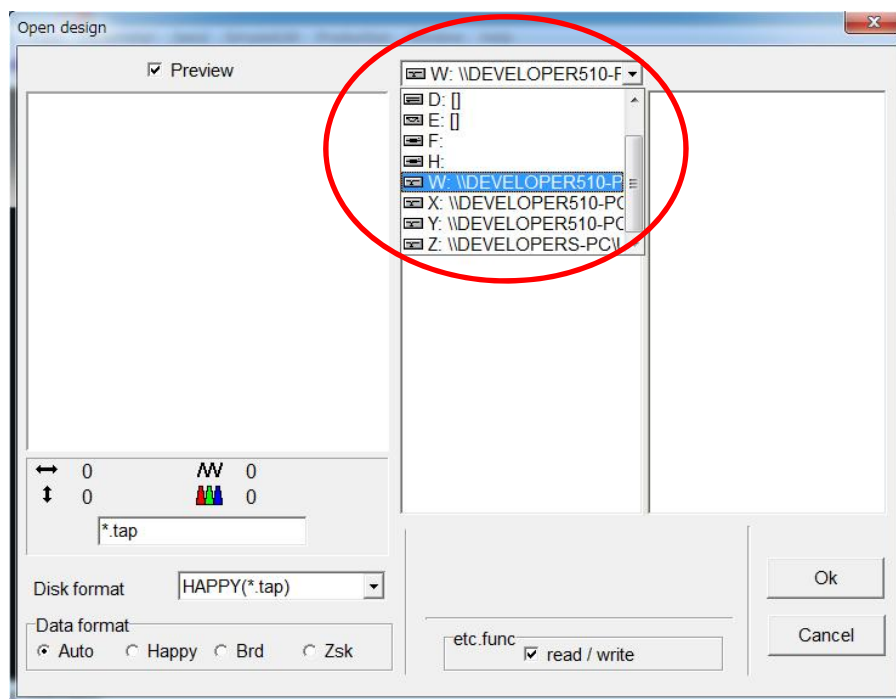 Open design
Preview
W: \\DEVELOPER510-F
D: []
E: []
F:
H:
W: \\DEVELOPER510-P
X: \\DEVELOPER510-PC
Y: \\DEVELOPER510-PC
Z: \\DEVELOPERS-PC\
0 0
0 0
*.tap
Disk format HAPPY(*.tap)
Data format
Auto Happy Brd Zsk
etc.func
read / write
Ok
Cancel